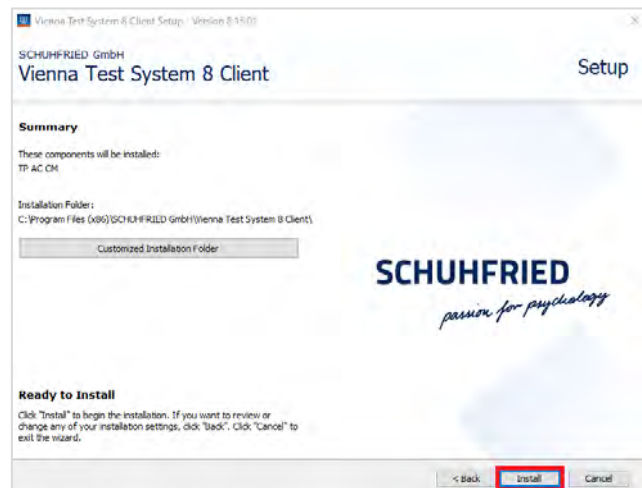 Vienna Test System 8 Client Setup - Version 8.15.01
SCHUHFRIED GmbH
Vienna Test System 8 Client
Setup
Summary
These components will be installed:
TP AC CM
Installation Folder:
C:\Program Files (x86)\SCHUHFRIED GmbH\Vienna Test System 8 Client\
Customized Installation Folder
SCHUHFRIED
passion for psychology
Ready to Install
Click "Install" to begin the installation. If you want to review or
change any of your installation settings, click "Back". Click "Cancel" to
exit the wizard.
< Back
Install
Cancel